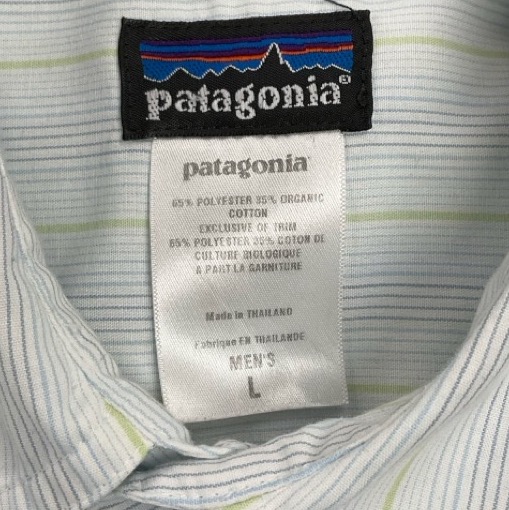 patagonia®
patagonia®
65% POLYESTER 35% ORGANIC
COTTON
EXCLUSIVE OF TRIM
65% POLYESTER 35% COTON DE
CULTURE BIOLOGIQUE
A PART LA GARNITURE
Made in THAILAND
Fabrique EN THAILANDE
MEN'S
L